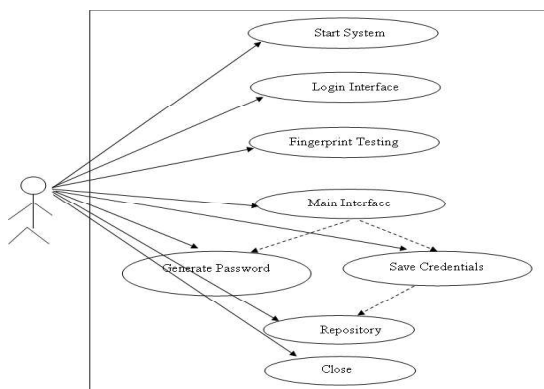 Start System
Login Interface
Fingerprint Testing
Main Interface
Generate Password
Save Credentials
Repository
Close